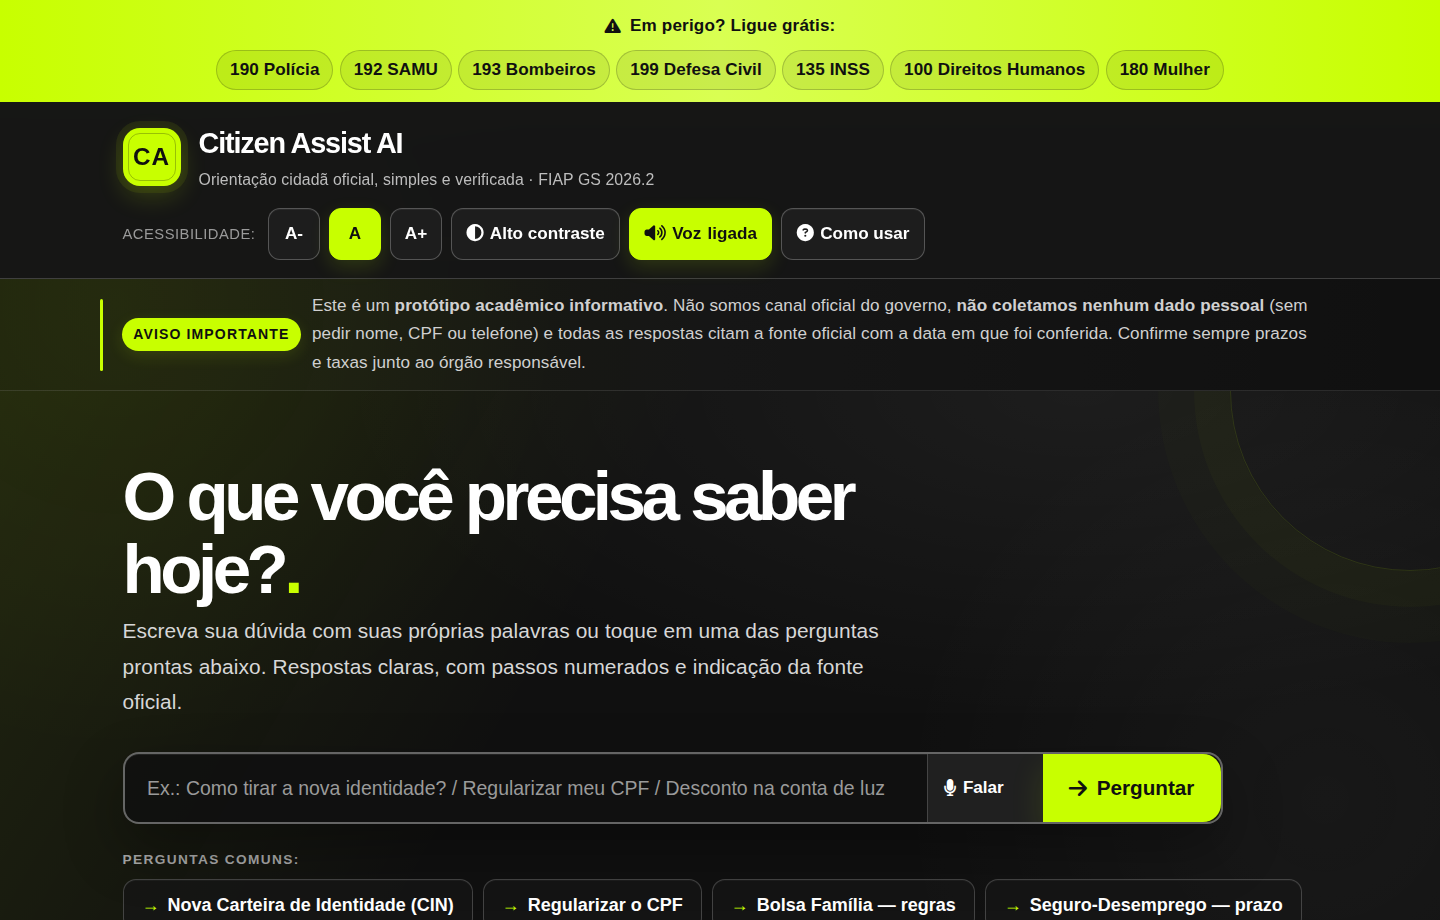 Em perigo? Ligue grátis:
190 Polícia 192 SAMU 193 Bombeiros 199 Defesa Civil 135 INSS 100 Direitos Humanos 180 Mulher
CA
Citizen Assist AI
Orientação cidadã oficial, simples e verificada · FIAP GS 2026.2
ACESSIBILIDADE: A- A A+ Alto contraste Voz ligada Como usar
AVISO IMPORTANTE
Este é um protótipo acadêmico informativo. Não somos canal oficial do governo, não coletamos nenhum dado pessoal (sem
pedir nome, CPF ou telefone) e todas as respostas citam a fonte oficial com a data em que foi conferida. Confirme sempre prazos
e taxas junto ao órgão responsável.
O que você precisa saber
hoje?.
Escreva sua dúvida com suas próprias palavras ou toque em uma das perguntas
prontas abaixo. Respostas claras, com passos numerados e indicação da fonte
oficial.
Ex.: Como tirar a nova identidade? / Regularizar meu CPF / Desconto na conta de luz Falar Perguntar
PERGUNTAS COMUNS:
→ Nova Carteira de Identidade (CIN) → Regularizar o CPF → Bolsa Família — regras → Seguro-Desemprego — prazo